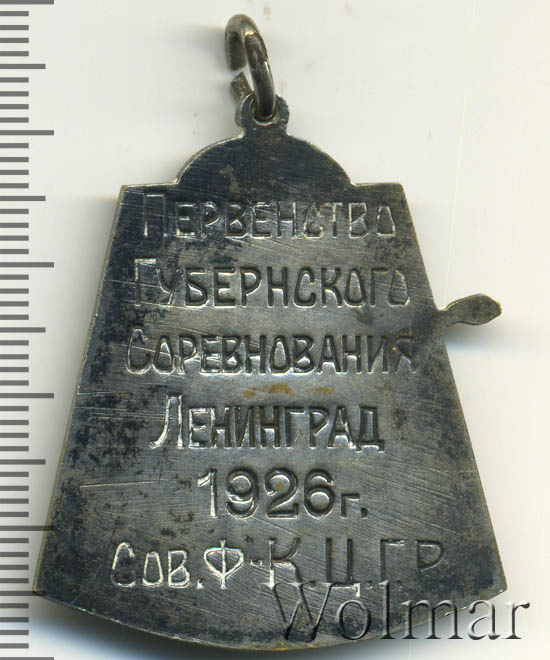 Первенство
Губернского
Соревнования
Ленинград
1926г.
Сов. Ф-К.Ц.Г.Р
Wolmar